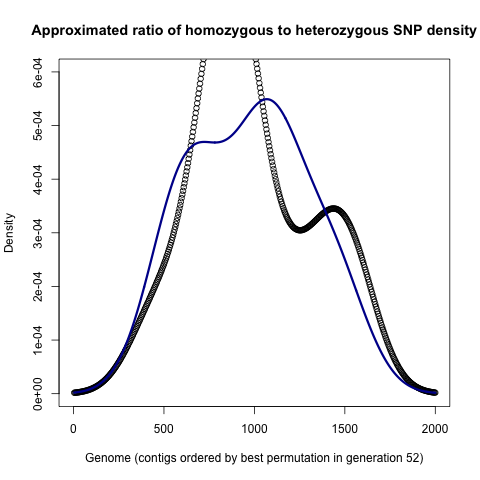 Approximated ratio of homozygous to heterozygous SNP density
6e-04
5e-04
4e-04
3e-04
2e-04
1e-04
0e+00
Density
0 500 1000 1500 2000
Genome (contigs ordered by best permutation in generation 52)